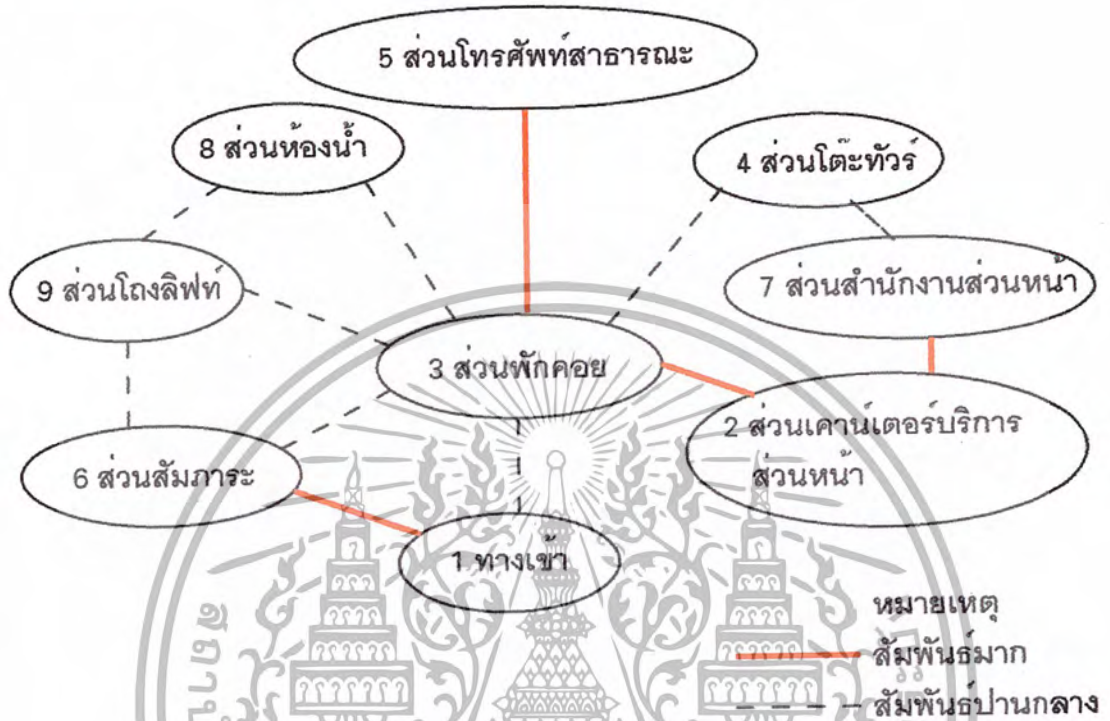 5 ส่วนโทรศัพท์สาธารณะ
8 ส่วนห้องน้ำ
4 ส่วนโต๊ะทัวร์
9 ส่วนโถงลิฟท์
7 ส่วนสำนักงานส่วนหน้า
3 ส่วนพักคอย
2 ส่วนเคาน์เตอร์บริการ
ส่วนหน้า
6 ส่วนสัมภาระ
1 ทางเข้า
หมายเหตุ
สัมพันธ์มาก
สัมพันธ์ปานกลาง